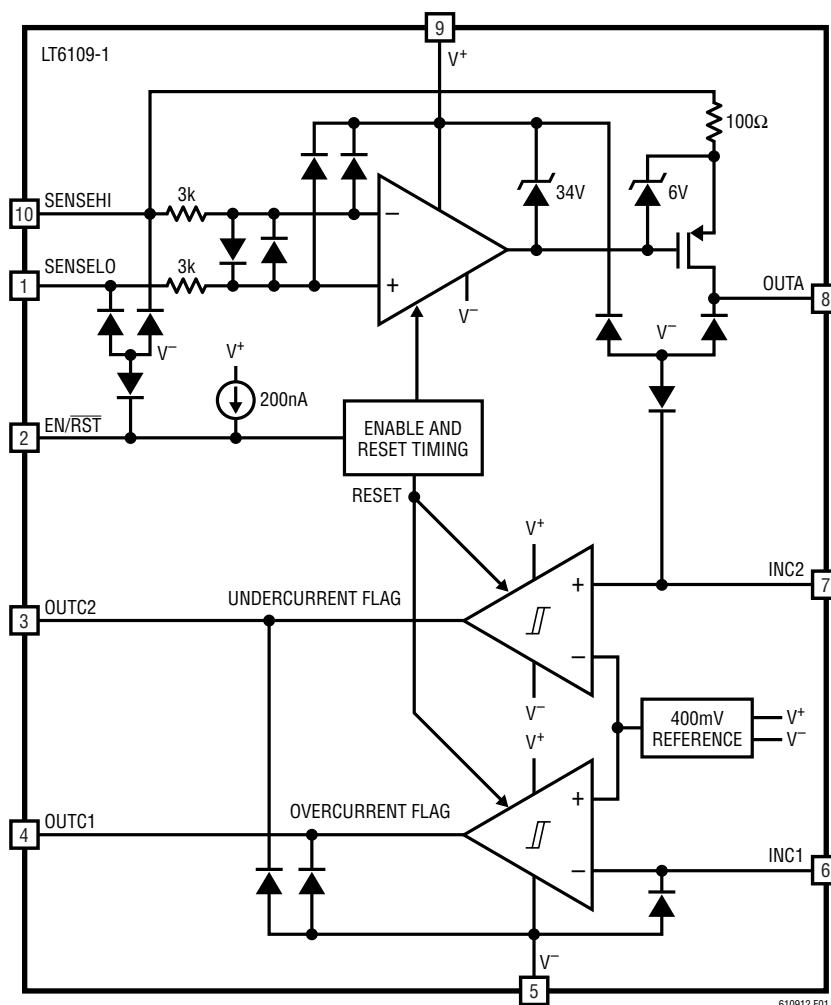 9
LT6109-1
V⁺
100Ω
34V
6V
3k
10
SENSEHI
−
3k
1
SENSELO
+
V⁻
OUTA
8
V⁻
V⁻
V⁺
200nA
2
EN/RST
ENABLE AND
RESET TIMING
RESET
V⁺
+
INC2
7
UNDERCURRENT FLAG
3
OUTC2
−
V⁻
400mV
REFERENCE
V⁺
V⁻
V⁺
+
OVERCURRENT FLAG
4
OUTC1
−
INC1
6
V⁻
5
610912 F01